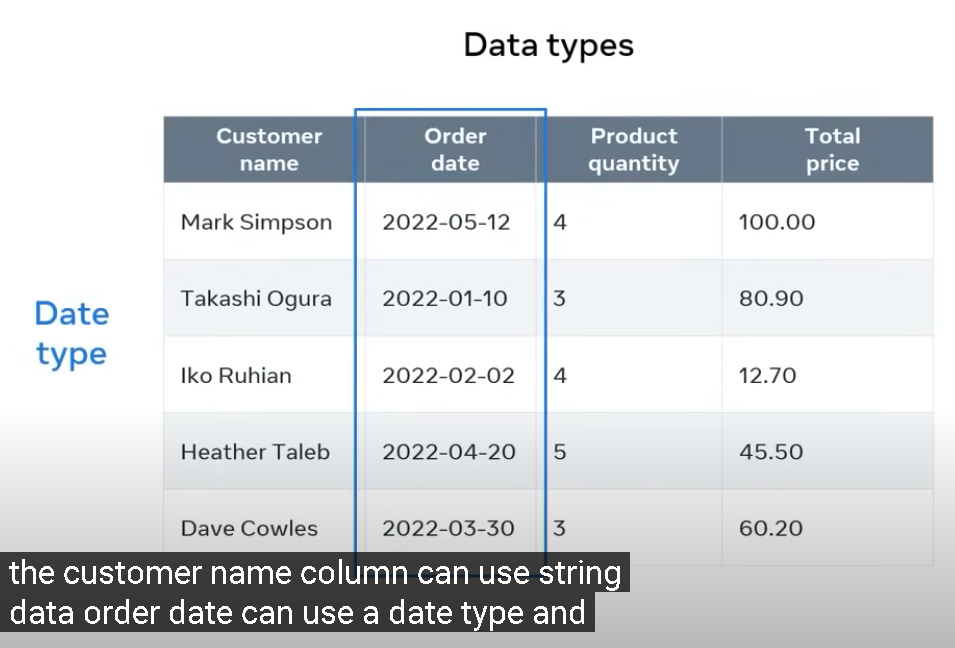 Data types
Customer name	Order date	Product quantity	Total price
Mark Simpson	2022-05-12	4	100.00
Takashi Ogura	2022-01-10	3	80.90
Iko Ruhian	2022-02-02	4	12.70
Heather Taleb	2022-04-20	5	45.50
Dave Cowles	2022-03-30	3	60.20
Date
type
the customer name column can use string
data order date can use a date type and